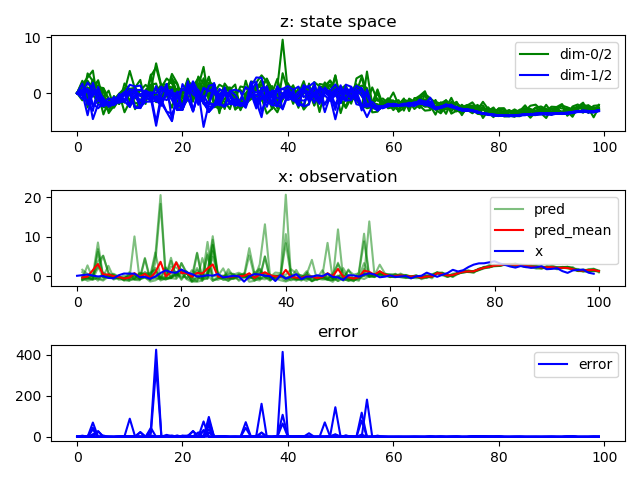 z: state space
10
0
dim-0/2
dim-1/2
0 20 40 60 80 100
x: observation
20
10
0
pred
pred_mean
x
0 20 40 60 80 100
error
400
200
0
error
0 20 40 60 80 100